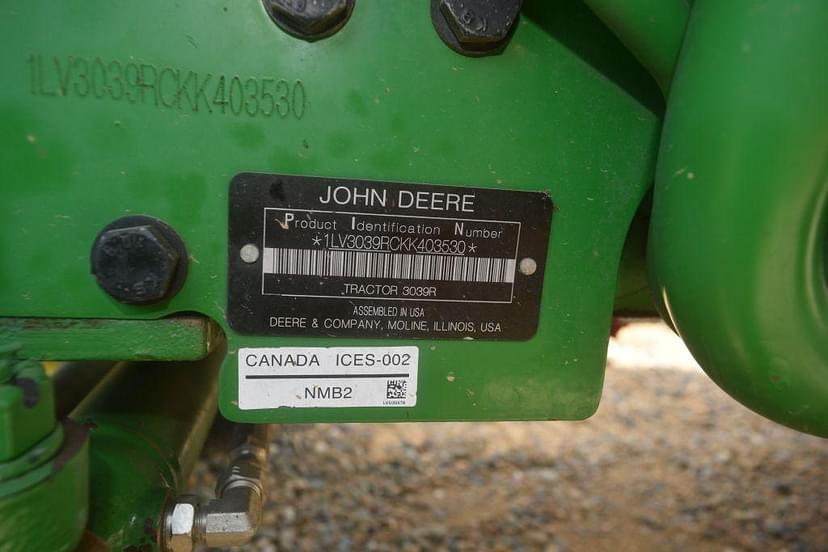 1LV3039RCKK403530
JOHN DEERE
Product Identification Number
*1LV3039RCKK403530*
TRACTOR 3039R
ASSEMBLED IN USA
DEERE & COMPANY, MOLINE, ILLINOIS, USA
CANADA ICES-002
NMB2